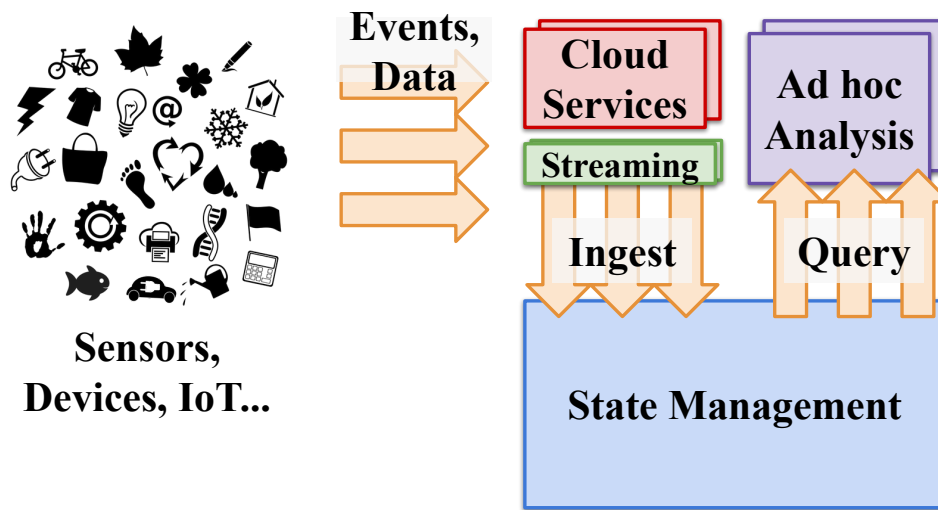 Events,
Data
Cloud
Services
Streaming
Ad hoc
Analysis
@
Ingest
Query
Sensors,
Devices, IoT...
State Management